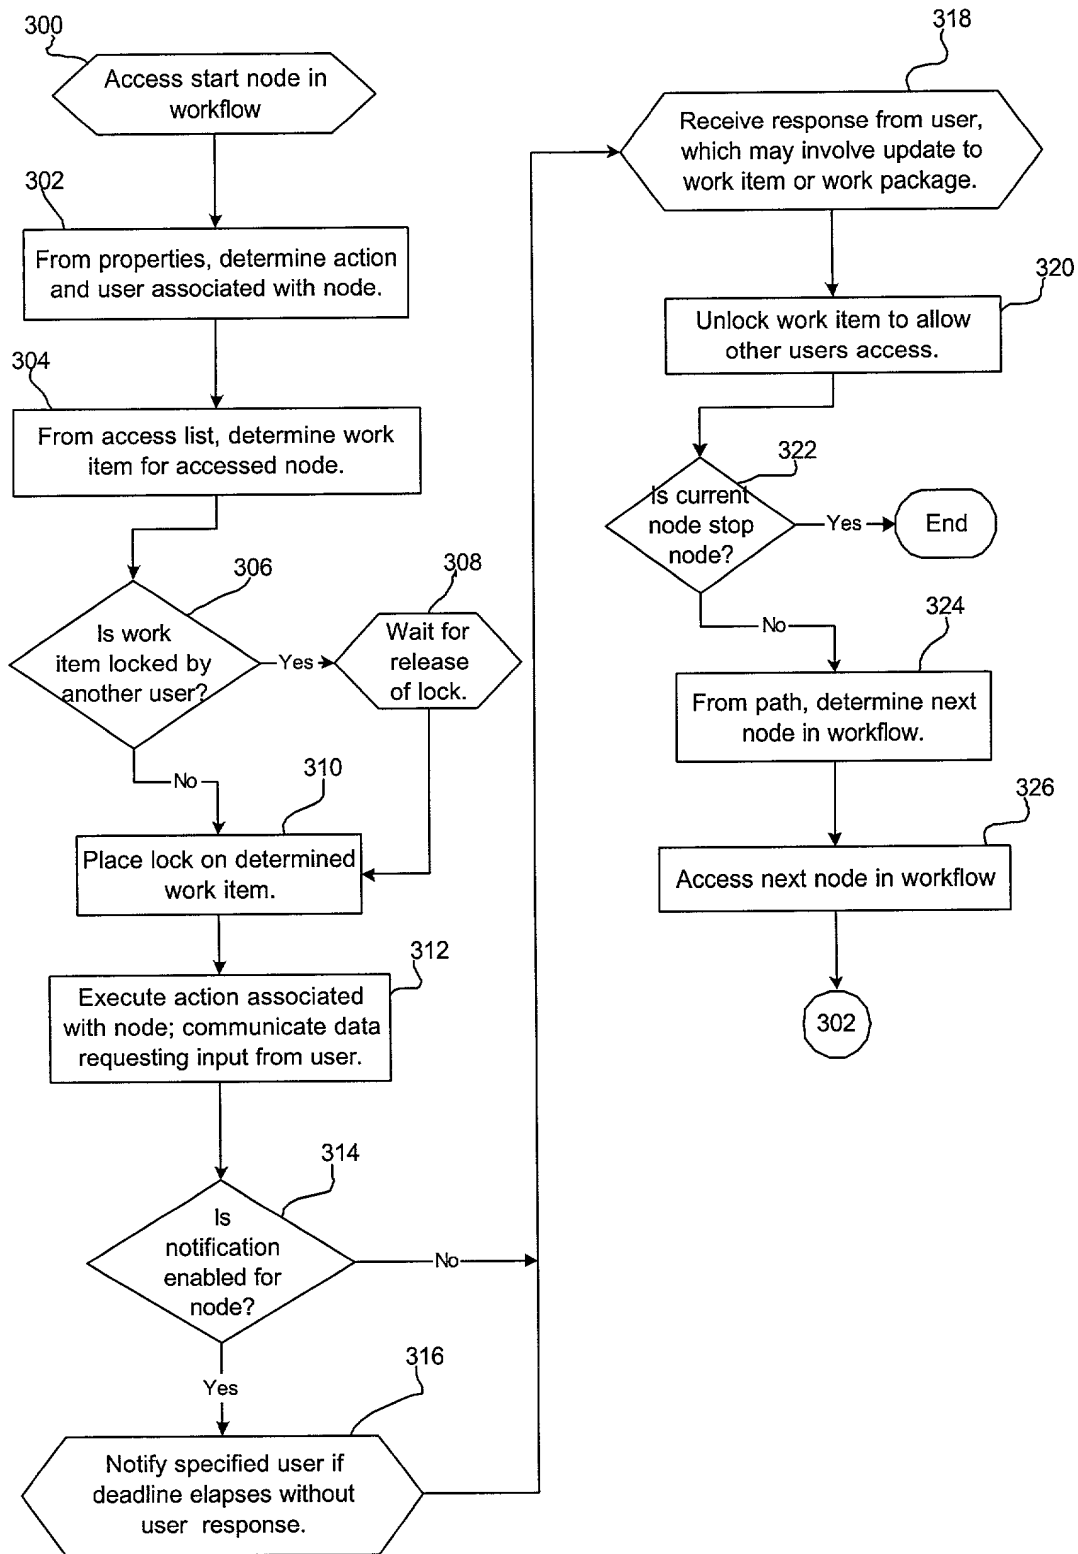 300
Access start node in
workflow
302
From properties, determine action
and user associated with node.
304
From access list, determine work
item for accessed node.
306
Is work
item locked by
another user?
Yes
308
Wait for
release
of lock.
No
310
Place lock on determined
work item.
312
Execute action associated
with node; communicate data
requesting input from user.
314
Is
notification
enabled for
node?
No
Yes
316
Notify specified user if
deadline elapses without
user response.
318
Receive response from user,
which may involve update to
work item or work package.
320
Unlock work item to allow
other users access.
322
Is current
node stop
node?
Yes
End
No
324
From path, determine next
node in workflow.
326
Access next node in workflow
302